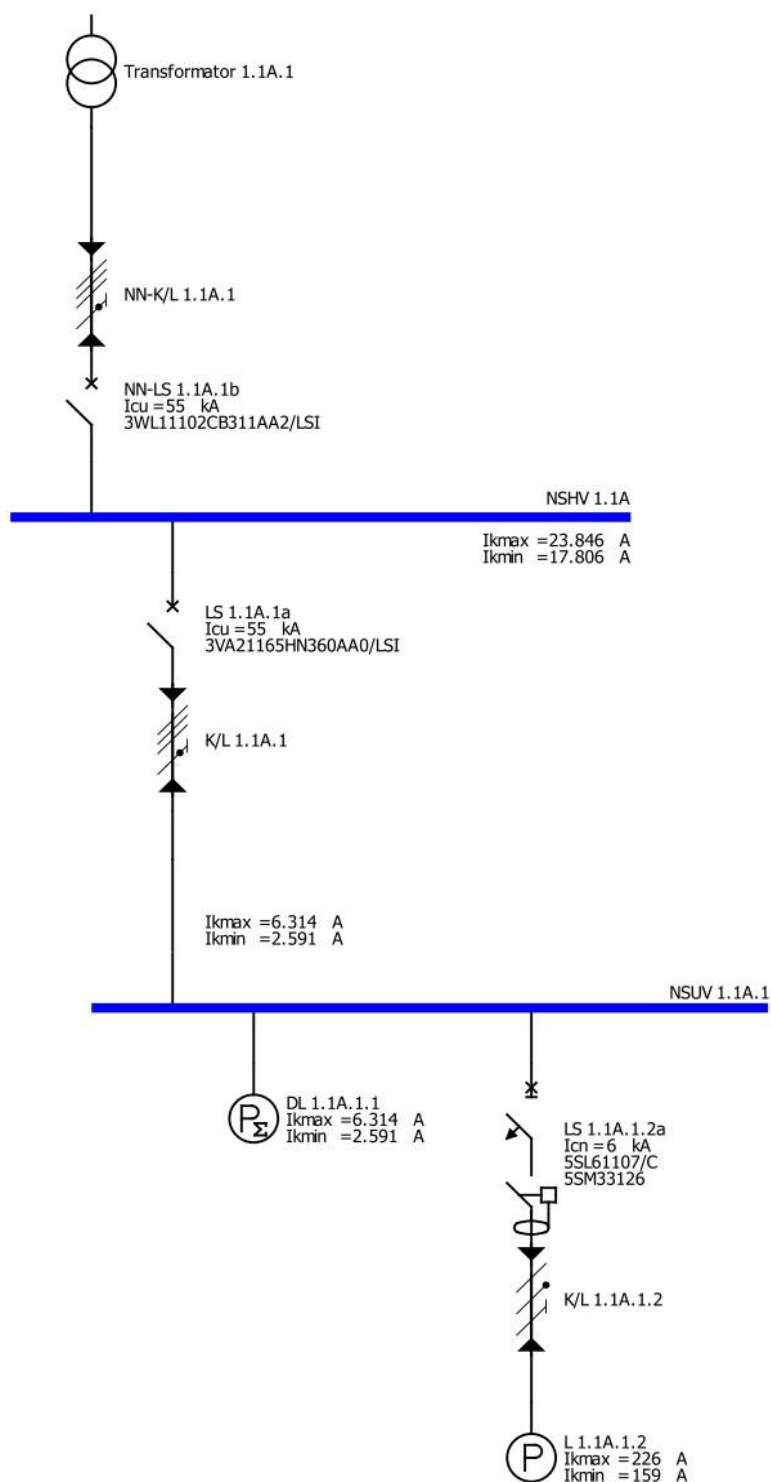 Transformator 1.1A.1
NN-K/L 1.1A.1
NN-LS 1.1A.1b
Icu =55 kA
3WL11102CB311AA2/LSI
NSHV 1.1A
Ikmax =23.846 A
Ikmin =17.806 A
LS 1.1A.1a
Icu =55 kA
3VA21165HN360AA0/LSI
K/L 1.1A.1
Ikmax =6.314 A
Ikmin =2.591 A
NSUV 1.1A.1
PΣ
DL 1.1A.1.1
Ikmax =6.314 A
Ikmin =2.591 A
LS 1.1A.1.2a
Icn =6 kA
5SL61107/C
5SM33126
K/L 1.1A.1.2
P
L 1.1A.1.2
Ikmax =226 A
Ikmin =159 A